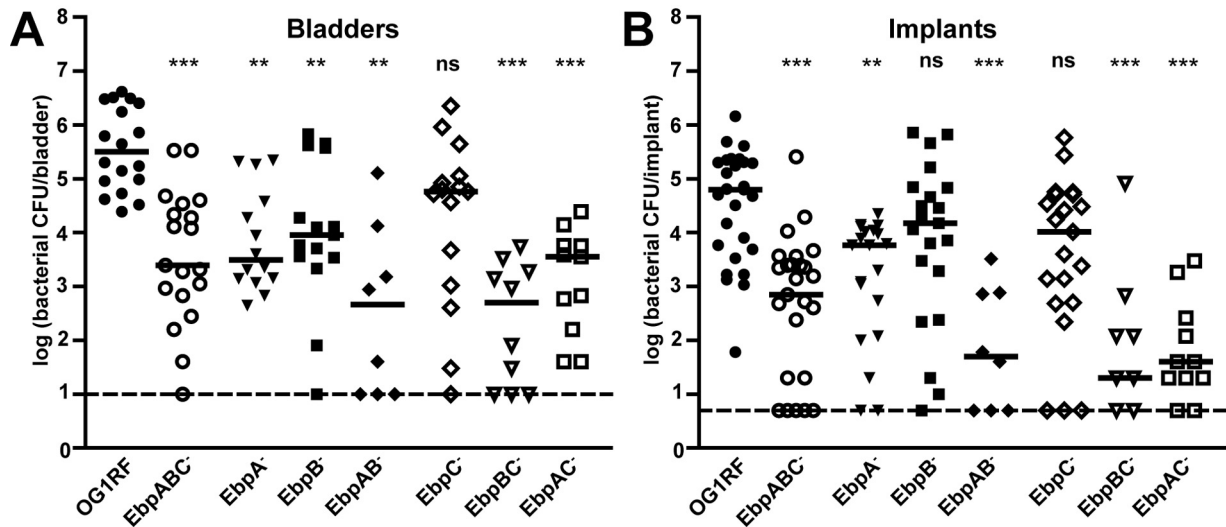 A
Bladders
log (bacterial CFU/bladder)
8
7
6
5
4
3
2
1
0
*** ** ** ** ns *** ***
OG1RF EbpABC⁻ EbpA⁻ EbpB⁻ EbpAB⁻ EbpC⁻ EbpBC⁻ EbpAC⁻
B
Implants
log (bacterial CFU/implant)
8
7
6
5
4
3
2
1
0
*** ** ns *** ns *** ***
OG1RF EbpABC⁻ EbpA⁻ EbpB⁻ EbpAB⁻ EbpC⁻ EbpBC⁻ EbpAC⁻